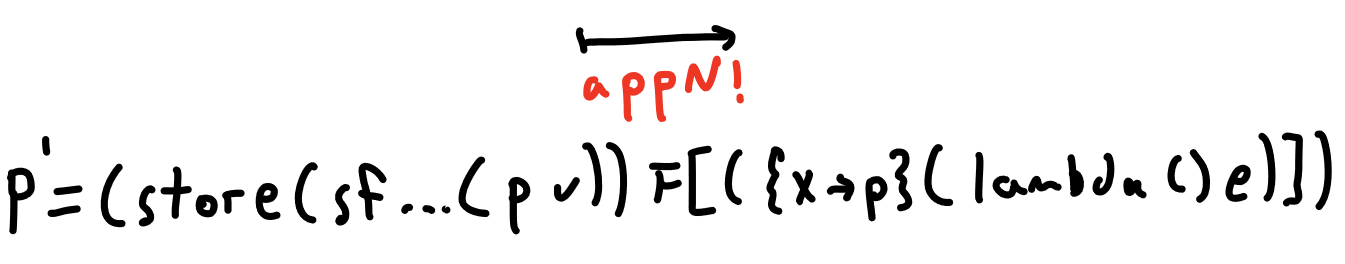 appN!
P'=(store(sf...(p v)) F[({x→p}(lambda()e)])